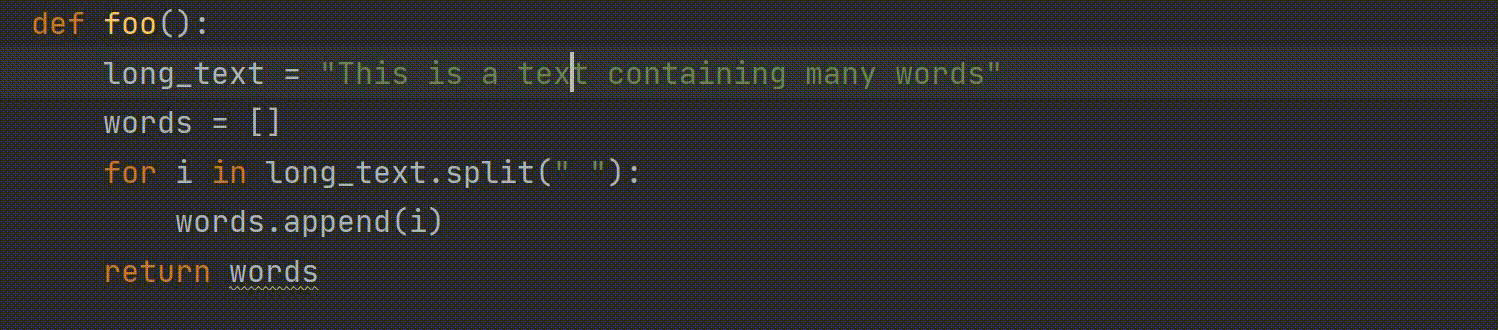 def foo():
    long_text = "This is a text containing many words"
    words = []
    for i in long_text.split(" "):
        words.append(i)
    return words